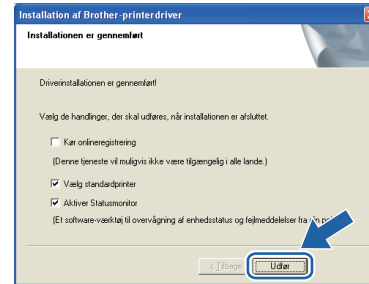 Installation af Brother-printerdriver
Installationen er gennemført
Driverinstallationen er gennemført!
Vælg de handlinger, der skal udføres, når installationen er afsluttet.
Kør onlineregistrering
(Denne tjeneste vil muligvis ikke være tilgængelig i alle lande.)
Vælg standardprinter
Aktiver Statusmonitor
(Et software-værktøj til overvågning af enhedsstatus og fejlmeddelelser fra din
< Tilbage
Udfør